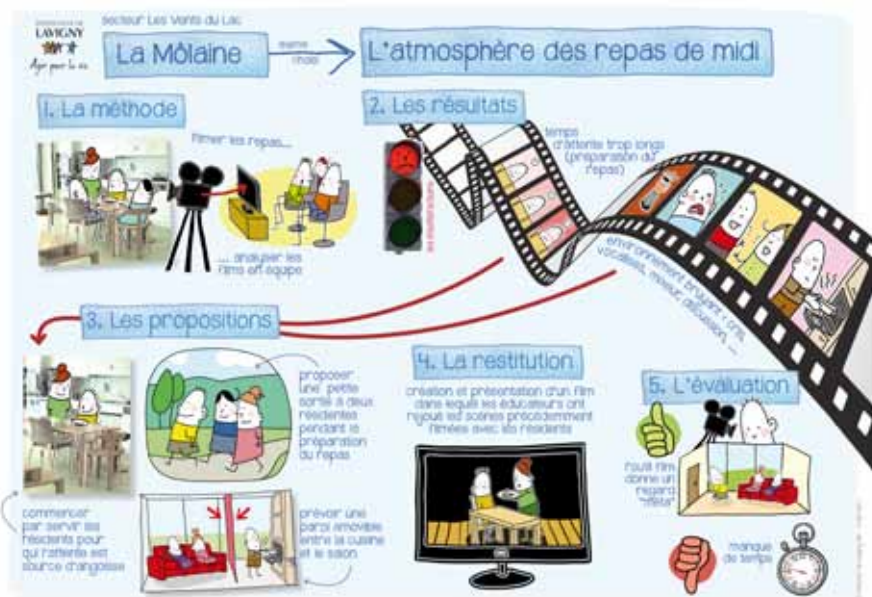 LAVIGNY
Agir pour la vie
secteur Les Vents du Lac
La Môlaine
L'atmosphère des repas de midi
1. La méthode
filmer les repas...
... analyser les
films en équipe
2. Les résultats
temps
d'attente trop longs
(préparation du
repas)
environnement bruyant : cris,
vocalises, mixeur, discussion, ...
3. Les propositions
proposer
une petite
sortie à deux
résidentes
pendant la
préparation
du repas
commencer
par servir les
résidents pour
qui l'attente est
source d'angoisse
prévoir une
paroi amovible
entre la cuisine
et le salon
4. La restitution
création et présentation d'un film
dans lequel les éducateurs ont
rejoué les scènes précédemment
filmées avec les résidents
5. L'évaluation
l'outil film
donne un
regard
"méta"
manque
de temps